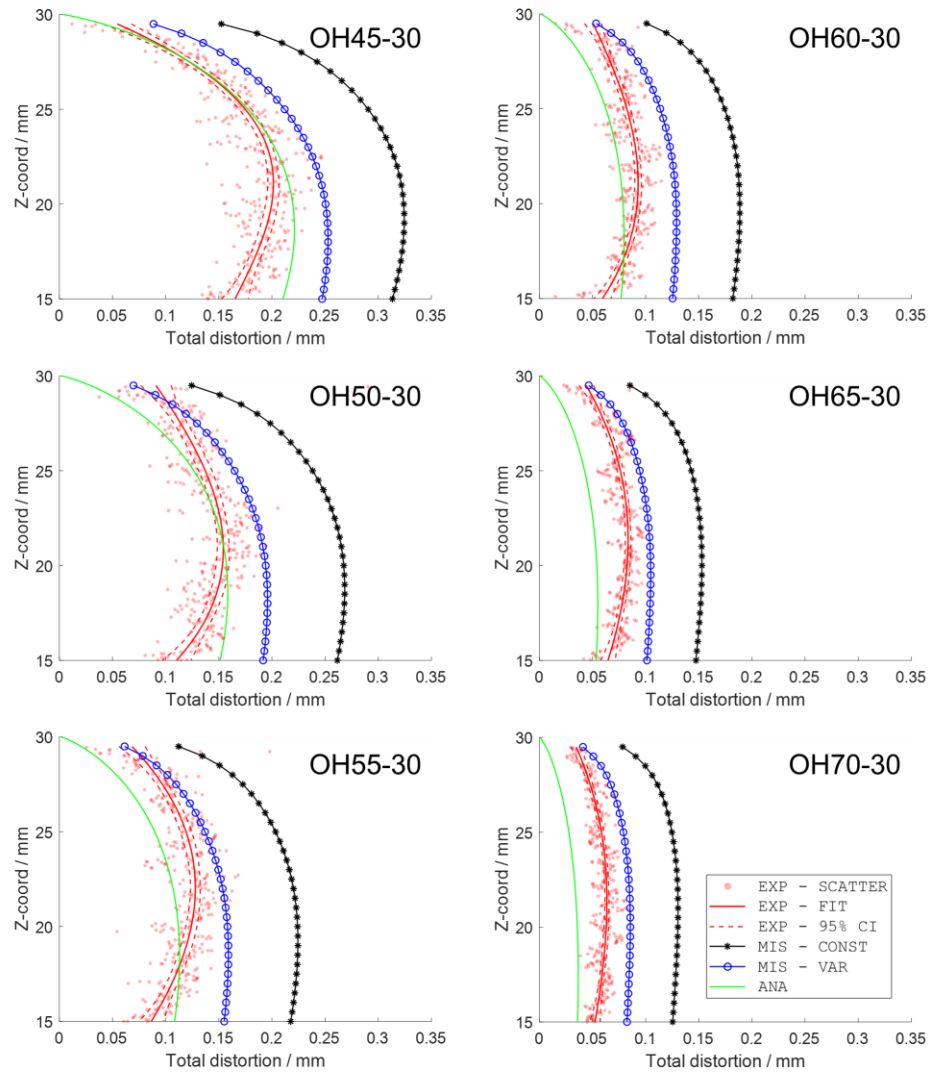 OH45-30
30
25
20
15
Z-coord / mm
0 0.05 0.1 0.15 0.2 0.25 0.3 0.35
Total distortion / mm
OH60-30
30
25
20
15
Z-coord / mm
0 0.05 0.1 0.15 0.2 0.25 0.3 0.35
Total distortion / mm
OH50-30
30
25
20
15
Z-coord / mm
0 0.05 0.1 0.15 0.2 0.25 0.3 0.35
Total distortion / mm
OH65-30
30
25
20
15
Z-coord / mm
0 0.05 0.1 0.15 0.2 0.25 0.3 0.35
Total distortion / mm
OH55-30
30
25
20
15
Z-coord / mm
0 0.05 0.1 0.15 0.2 0.25 0.3 0.35
Total distortion / mm
OH70-30
30
25
20
15
Z-coord / mm
EXP - SCATTER
EXP - FIT
EXP - 95% CI
MIS - CONST
MIS - VAR
ANA
0 0.05 0.1 0.15 0.2 0.25 0.3 0.35
Total distortion / mm